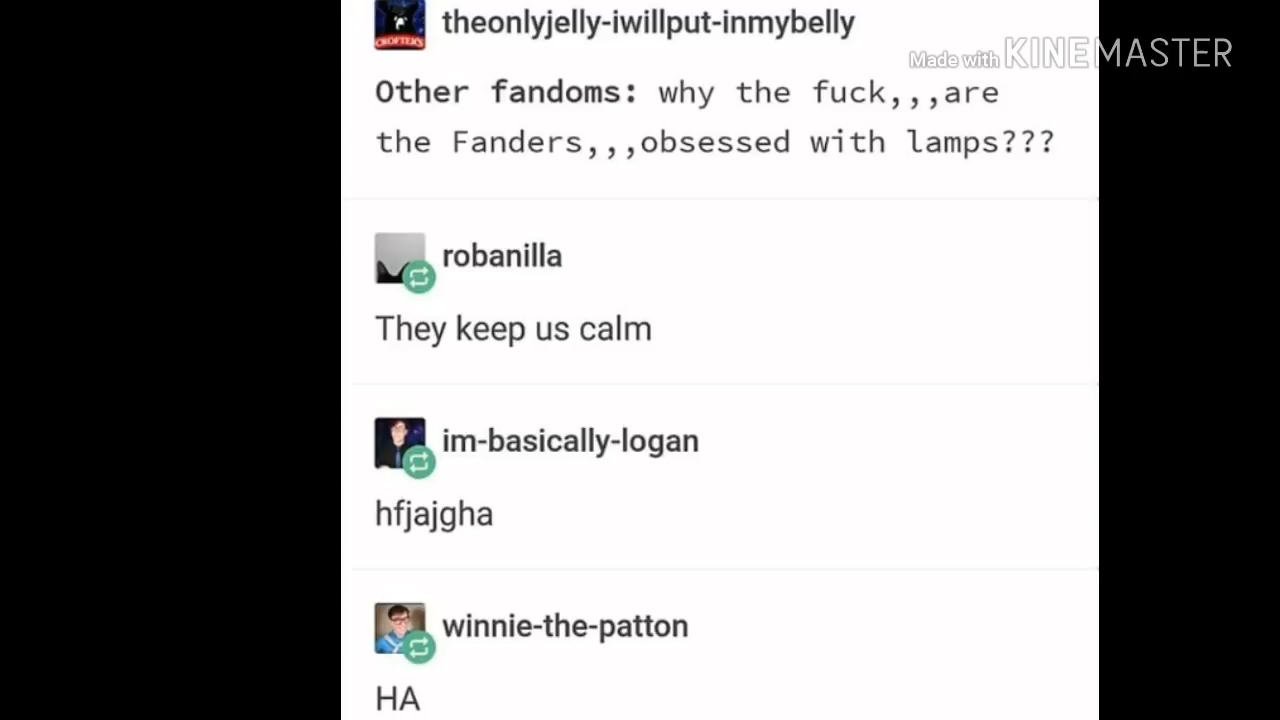 theonlyjelly-iwillput-inmybelly
Made with KINEMASTER
CROFTERS
Other fandoms: why the fuck,,,are
the Fanders,,,obsessed with lamps???
robanilla
They keep us calm
im-basically-logan
hfjajgha
winnie-the-patton
HA